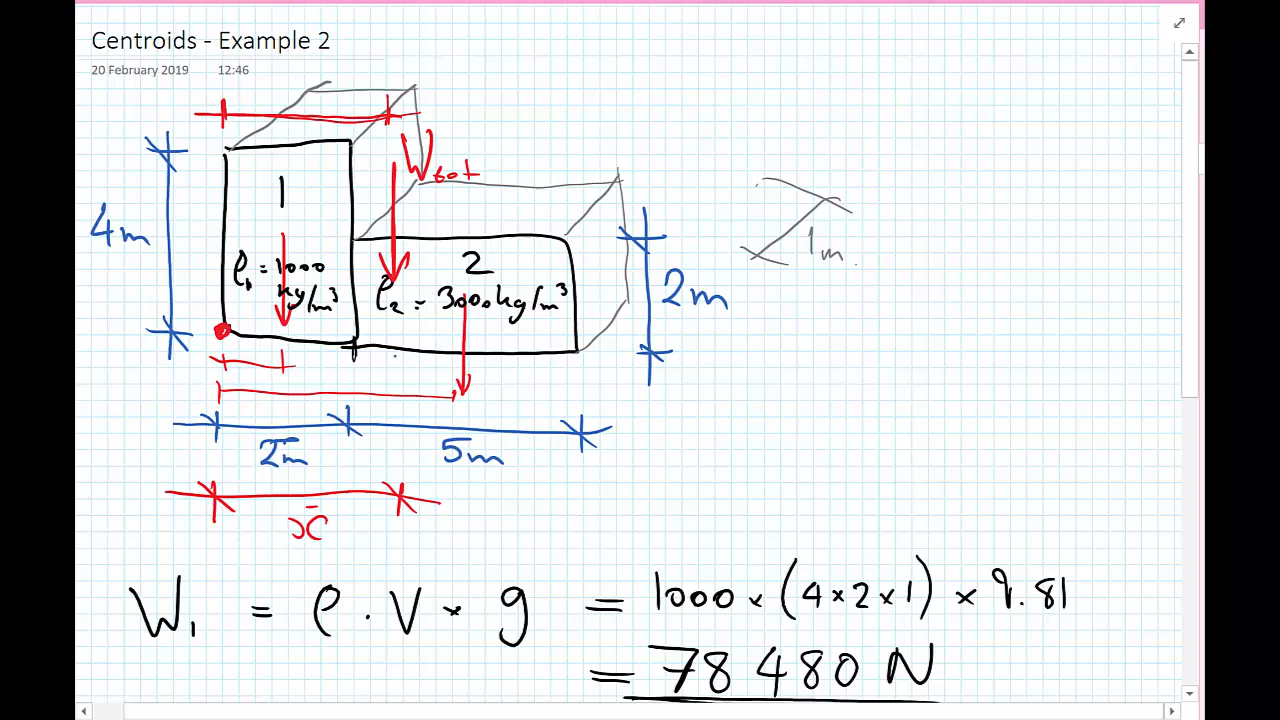 Centroids - Example 2
20 February 2019 12:46
Wtot
4m
1
ρ₁ = 1000 kg/m³
2
ρ₂ = 3000kg/m³
1m
2m
2m
5m
x̄
W₁ = ρ . V × g = 1000 × (4 × 2 × 1) × 9.81
= 78 480 N